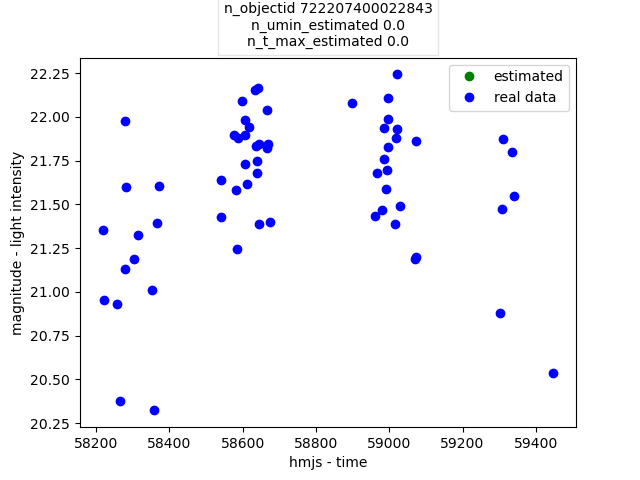 n_objectid 722207400022843
n_umin_estimated 0.0
n_t_max_estimated 0.0
estimated
real data
magnitude - light intensity
22.25
22.00
21.75
21.50
21.25
21.00
20.75
20.50
20.25
58200 58400 58600 58800 59000 59200 59400
hmjs - time